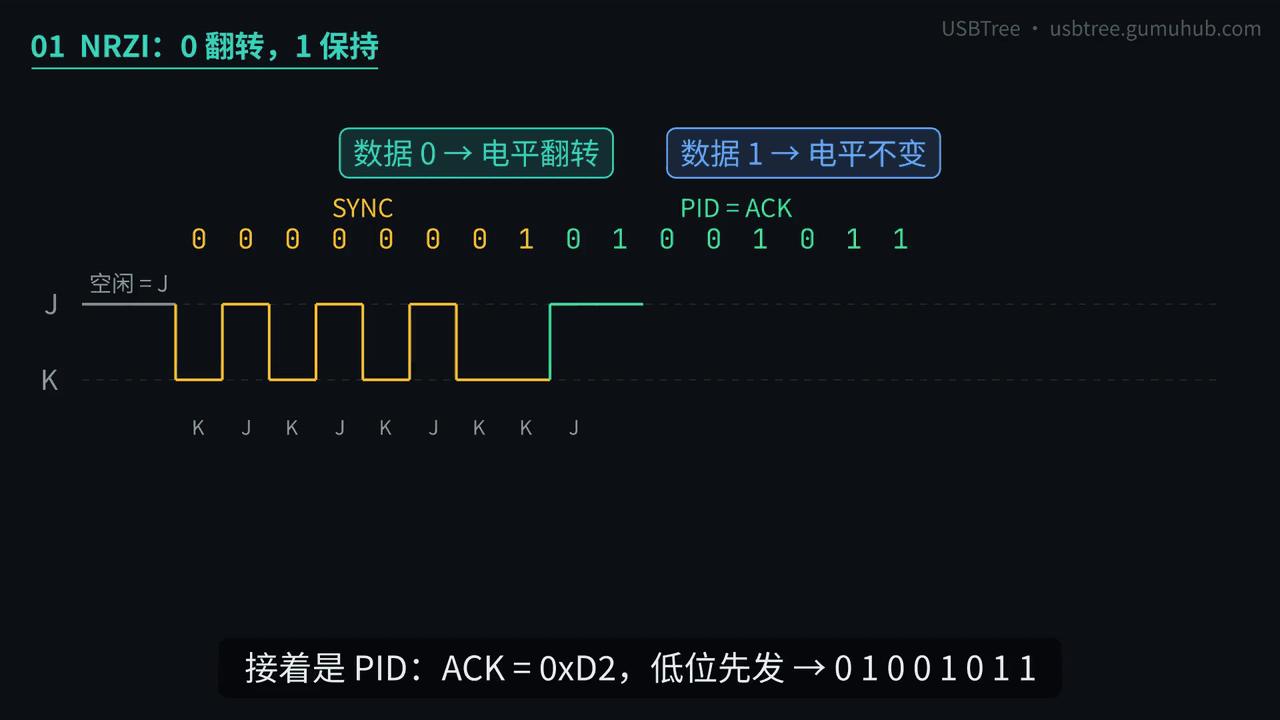 01 NRZI：0 翻转，1 保持
USBTree · usbtree.gumuhub.com
数据 0 → 电平翻转
数据 1 → 电平不变
SYNC
PID = ACK
0 0 0 0 0 0 0 1 0 1 0 0 1 0 1 1
空闲 = J
J
K
K J K J K J K K J
接着是 PID：ACK = 0xD2，低位先发 → 0 1 0 0 1 0 1 1